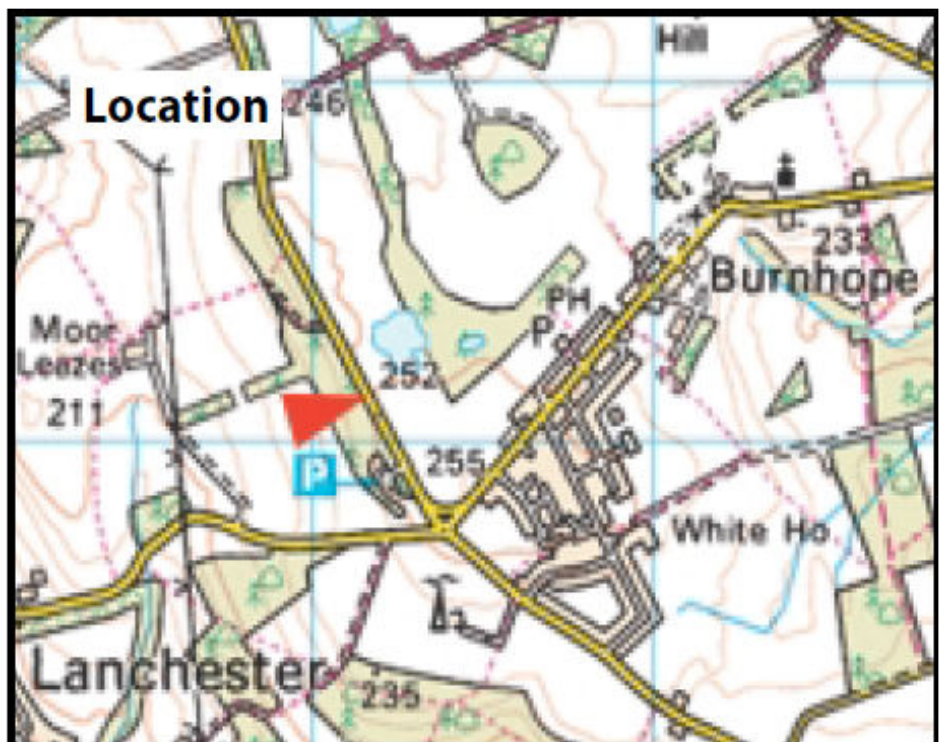 Hill
Location
246
233
Burnhope
PH
P
Moor
Leazes
252
211
255
P
White Ho
Lanchester
235